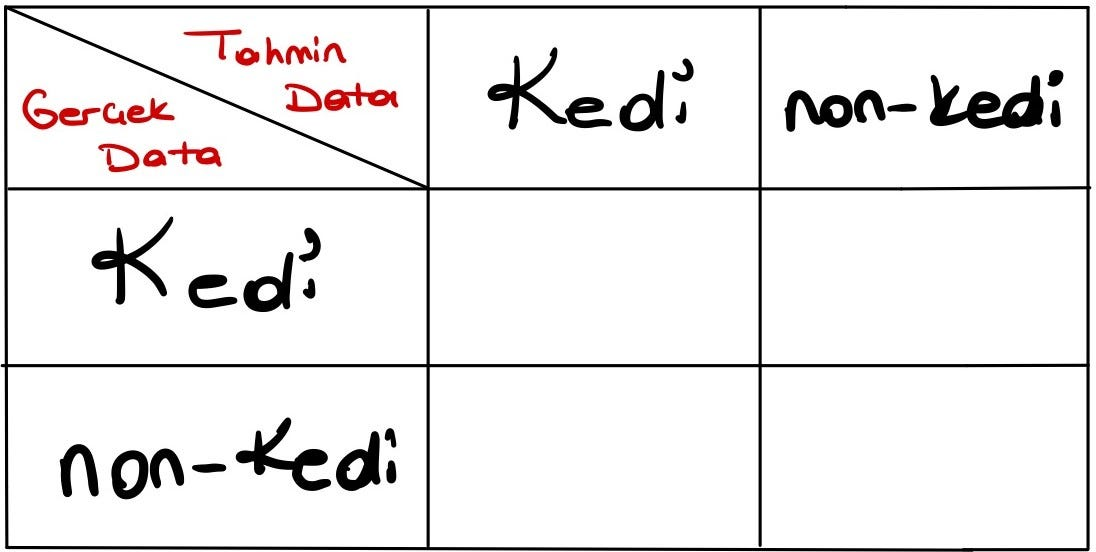 Tahmin
Data
Gercek
Data
Kedi
non-kedi
Kedi
non-Kedi